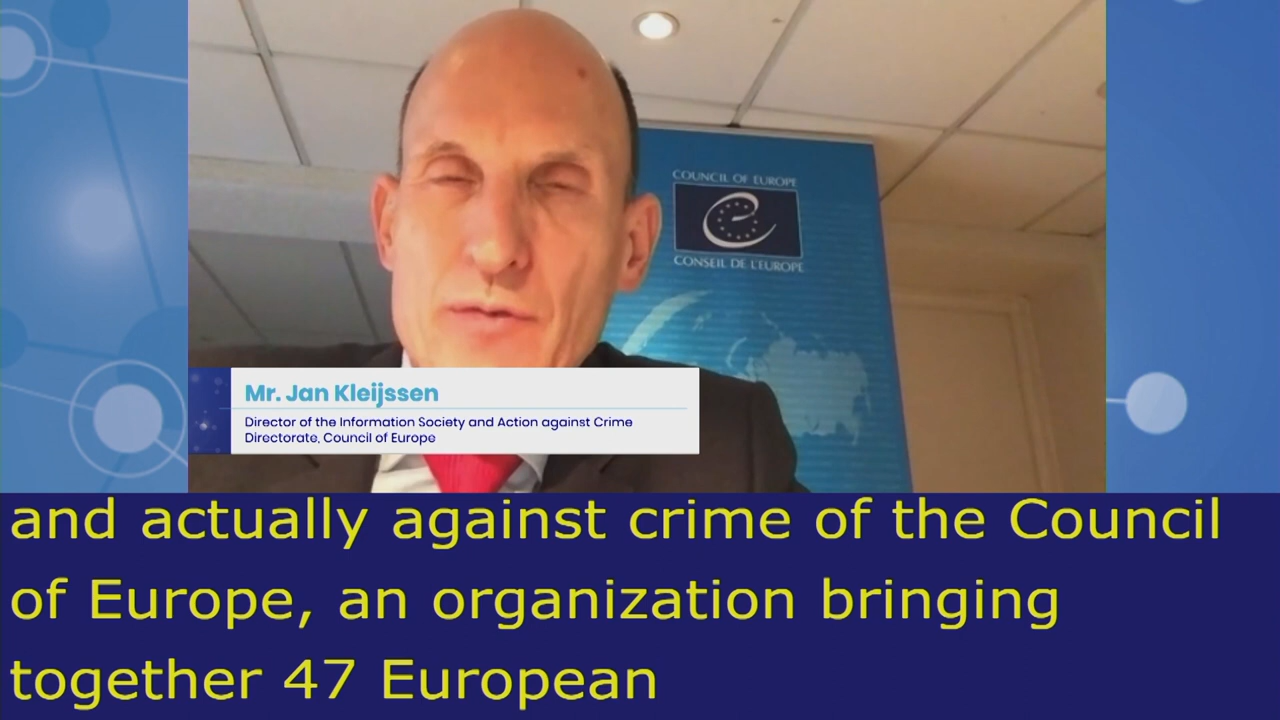 COUNCIL OF EUROPE
CONSEIL DE L'EUROPE
Mr. Jan Kleijssen
Director of the Information Society and Action against Crime
Directorate, Council of Europe
and actually against crime of the Council
of Europe, an organization bringing
together 47 European